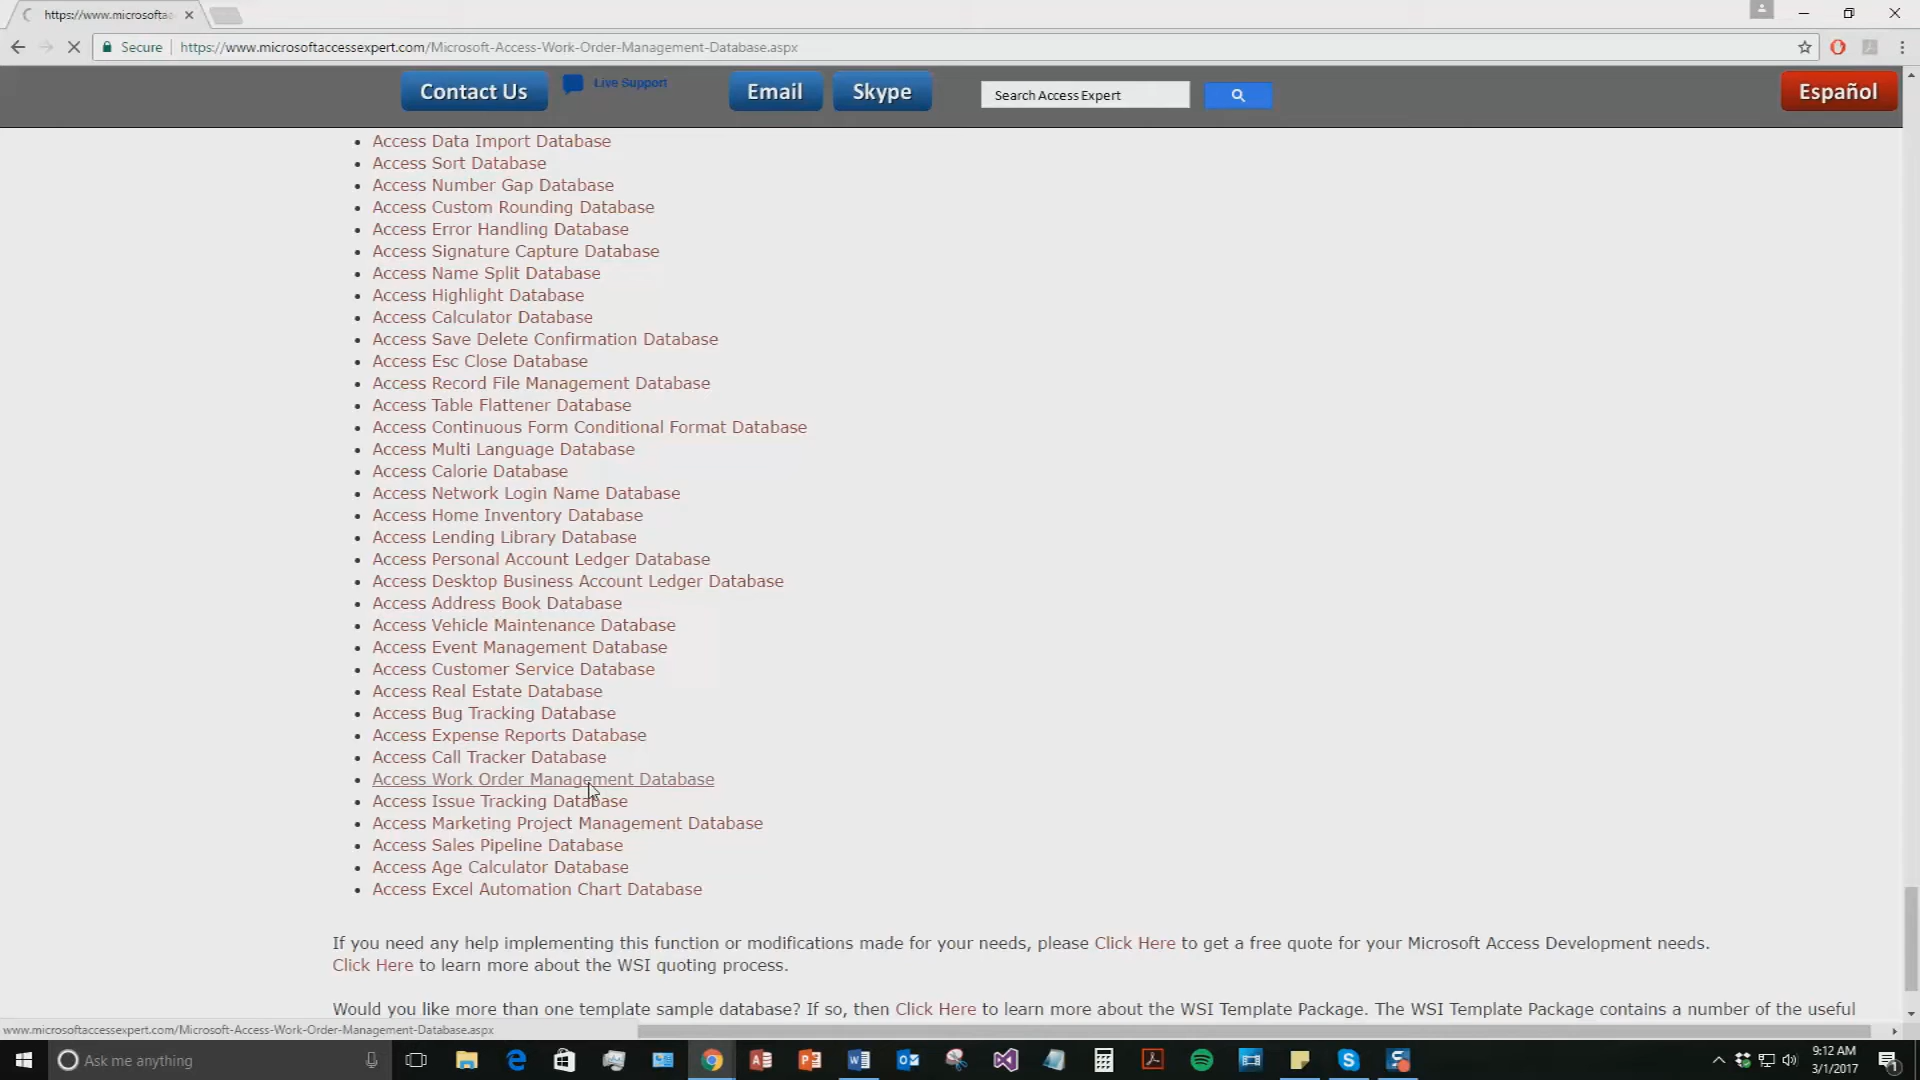 https://www.microsoftac
Secure
https://www.microsoftaccessexpert.com/Microsoft-Access-Work-Order-Management-Database.aspx
Contact Us
Live Support
Email
Skype
Search Access Expert
Español
Access Data Import Database
Access Sort Database
Access Number Gap Database
Access Custom Rounding Database
Access Error Handling Database
Access Signature Capture Database
Access Name Split Database
Access Highlight Database
Access Calculator Database
Access Save Delete Confirmation Database
Access Esc Close Database
Access Record File Management Database
Access Table Flattener Database
Access Continuous Form Conditional Format Database
Access Multi Language Database
Access Calorie Database
Access Network Login Name Database
Access Home Inventory Database
Access Lending Library Database
Access Personal Account Ledger Database
Access Desktop Business Account Ledger Database
Access Address Book Database
Access Vehicle Maintenance Database
Access Event Management Database
Access Customer Service Database
Access Real Estate Database
Access Bug Tracking Database
Access Expense Reports Database
Access Call Tracker Database
Access Work Order Management Database
Access Issue Tracking Database
Access Marketing Project Management Database
Access Sales Pipeline Database
Access Age Calculator Database
Access Excel Automation Chart Database
If you need any help implementing this function or modifications made for your needs, please Click Here to get a free quote for your Microsoft Access Development needs.
Click Here to learn more about the WSI quoting process.
Would you like more than one template sample database? If so, then Click Here to learn more about the WSI Template Package. The WSI Template Package contains a number of the useful
www.microsoftaccessexpert.com/Microsoft-Access-Work-Order-Management-Database.aspx
Ask me anything
9:12 AM
3/1/2017